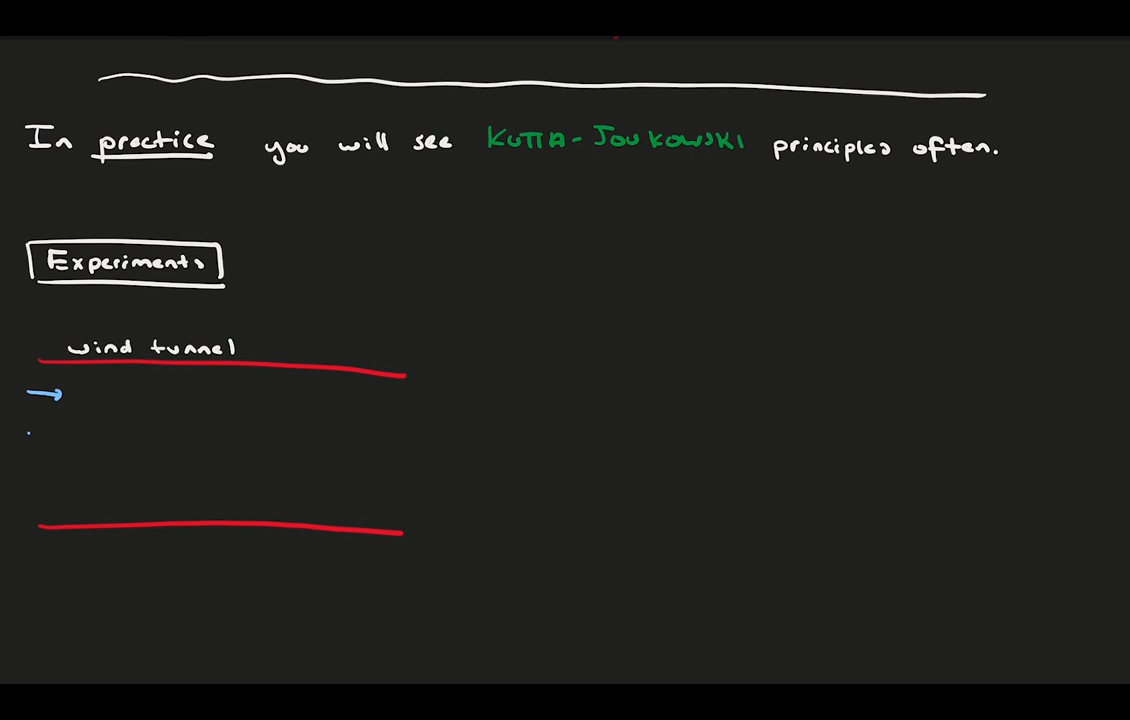 In practice you will see KUTTA-JOUKOWSKI principles often.
Experiments
wind tunnel